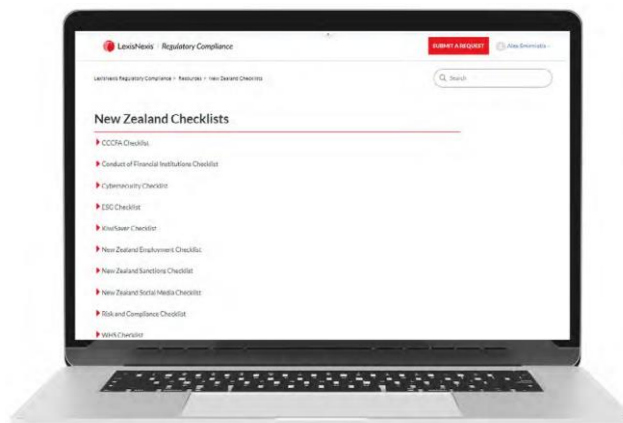 LexisNexis Regulatory Compliance
SUBMIT A REQUEST
LexisNexis Regulatory Compliance > Resources > New Zealand Checklists
Search
New Zealand Checklists
CCCFA Checklist
Conduct of Financial Institutions Checklist
Cybersecurity Checklist
ESG Checklist
KiwiSaver Checklist
New Zealand Employment Checklist
New Zealand Sanctions Checklist
New Zealand Social Media Checklist
Risk and Compliance Checklist
WHS Checklist